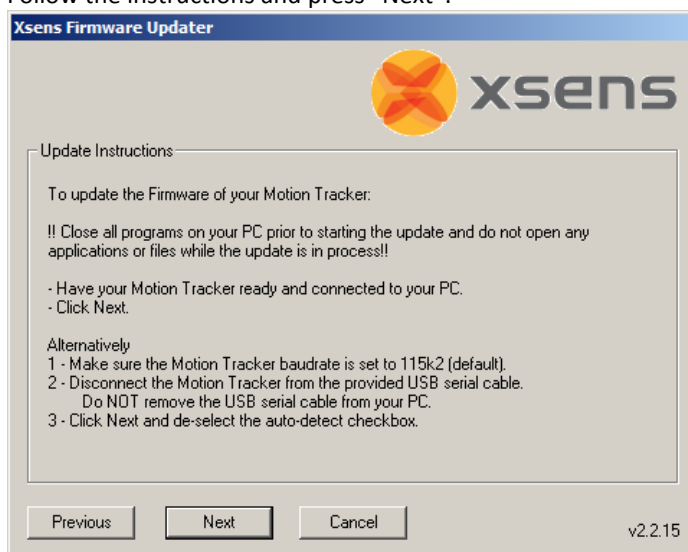 Follow the instructions and press "Next".
Xsens Firmware Updater
xsens
Update Instructions
To update the Firmware of your Motion Tracker:
!! Close all programs on your PC prior to starting the update and do not open any
applications or files while the update is in process!!
- Have your Motion Tracker ready and connected to your PC.
- Click Next.
Alternatively
1 - Make sure the Motion Tracker baudrate is set to 115k2 (default).
2 - Disconnect the Motion Tracker from the provided USB serial cable.
Do NOT remove the USB serial cable from your PC.
3 - Click Next and de-select the auto-detect checkbox.
Previous Next Cancel v2.2.15